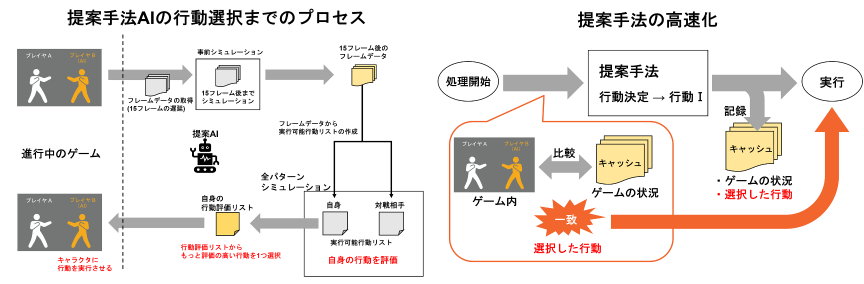 提案手法AIの行動選択までのプロセス
プレイヤA
プレイヤB
(AI)
事前シミュレーション
15フレーム後まで
シミュレーション
フレームデータの取得
(15フレームの遅延)
15フレーム後の
フレームデータ
フレームデータから
実行可能行動リストの作成
提案AI
進行中のゲーム
全パターン
シミュレーション
自身
対戦相手
実行可能行動リスト
自身の行動を評価
自身の
行動評価リスト
行動評価リストから
もっと評価の高い行動を1つ選択
プレイヤA
プレイヤB
(AI)
キャラクタに
行動を実行させる
提案手法の高速化
処理開始
提案手法
行動決定 → 行動 I
実行
記録
キャッシュ
・ゲームの状況
・選択した行動
プレイヤA
プレイヤB
(AI)
ゲーム内
比較
キャッシュ
ゲームの状況
一致
選択した行動